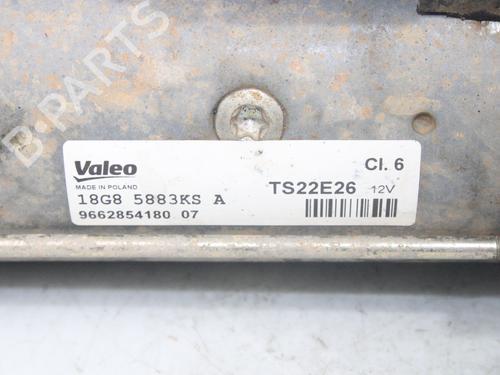 B-PARTS
Valeo
Cl. 6
MADE IN POLAND
TS22E26 12V
18G8 5883KS A
9662854180 07